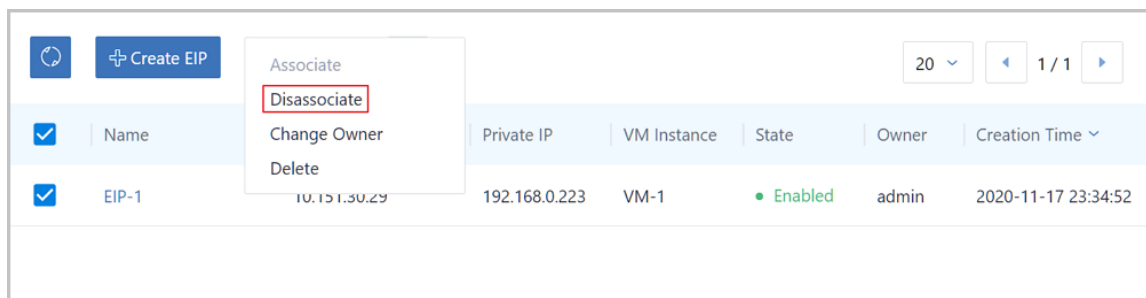 Create EIP
20
1 / 1
Associate
Disassociate
Change Owner
Delete
Name Private IP VM Instance State Owner Creation Time
EIP-1 10.151.30.29 192.168.0.223 VM-1 Enabled admin 2020-11-17 23:34:52